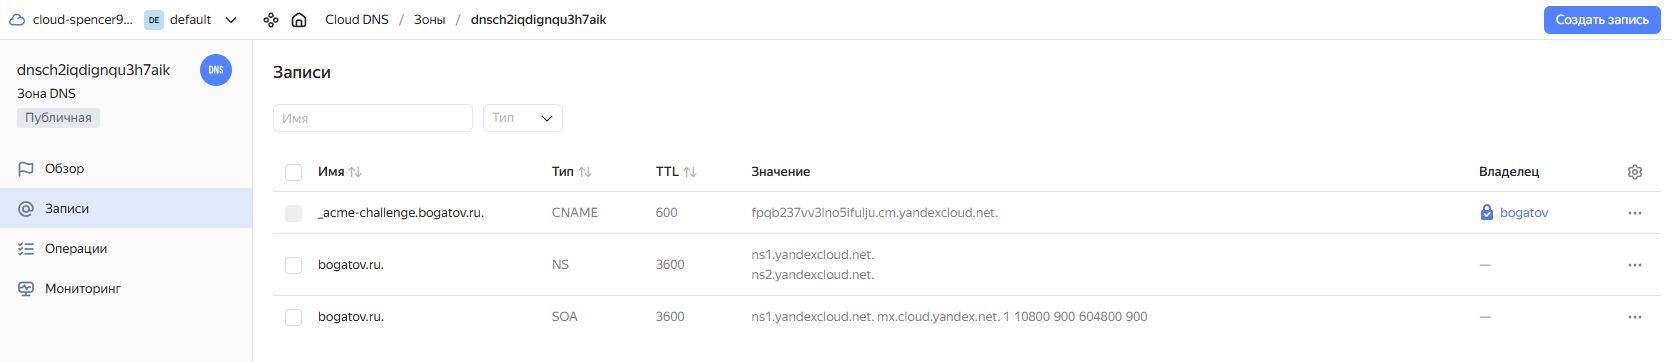 cloud-spencer9... DE default Cloud DNS / Зоны / dnsch2iqdignqu3h7aik Создать запись
dnsch2iqdignqu3h7aik DNS
Зона DNS
Публичная
Обзор
Записи
Операции
Мониторинг
Записи
Имя Тип
Имя Тип TTL Значение Владелец
_acme-challenge.bogatov.ru. CNAME 600 fpqb237vv3lno5ifulju.cm.yandexcloud.net. bogatov
bogatov.ru. NS 3600 ns1.yandexcloud.net.
ns2.yandexcloud.net. —
bogatov.ru. SOA 3600 ns1.yandexcloud.net. mx.cloud.yandex.net. 1 10800 900 604800 900 —